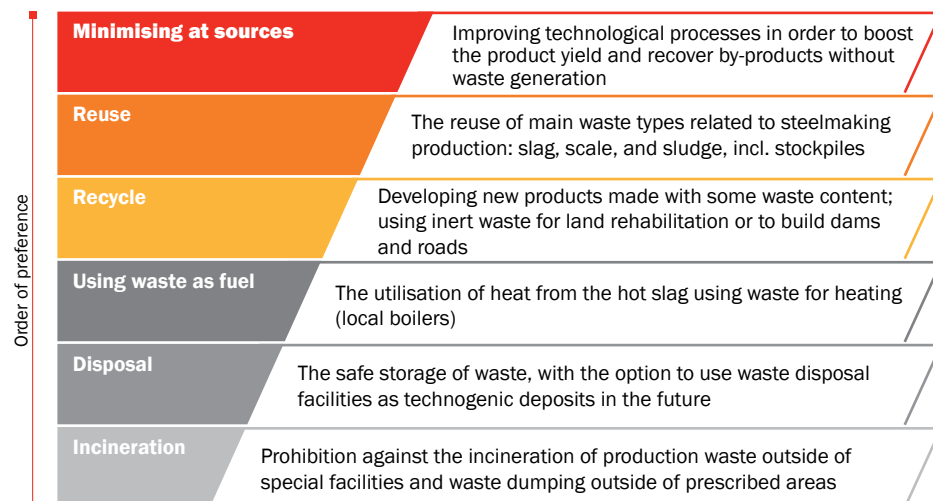 Minimising at sources
Improving technological processes in order to boost
the product yield and recover by-products without
waste generation
Reuse
The reuse of main waste types related to steelmaking
production: slag, scale, and sludge, incl. stockpiles
Recycle
Developing new products made with some waste content;
using inert waste for land rehabilitation or to build dams
and roads
Using waste as fuel
The utilisation of heat from the hot slag using waste for heating
(local boilers)
Disposal
The safe storage of waste, with the option to use waste disposal
facilities as technogenic deposits in the future
Incineration
Prohibition against the incineration of production waste outside of
special facilities and waste dumping outside of prescribed areas
Order of preference